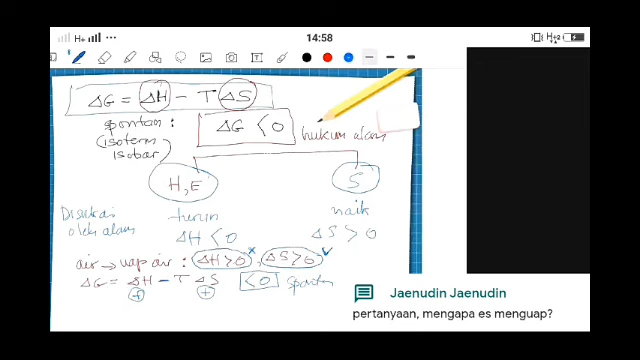 H+ 14:58 H+2
ΔG = ΔH - T ΔS
spontan : ΔG < 0 hukum alam
(isoterm
isobar)
H, E S
Disukai turun naik
oleh alam ΔH < 0 ΔS > 0
air → uap air : ΔH > 0 x, ΔS > 0 ✓
ΔG = ΔH - T ΔS < 0 spontan
+ +
Jaenudin Jaenudin
pertanyaan, mengapa es menguap?